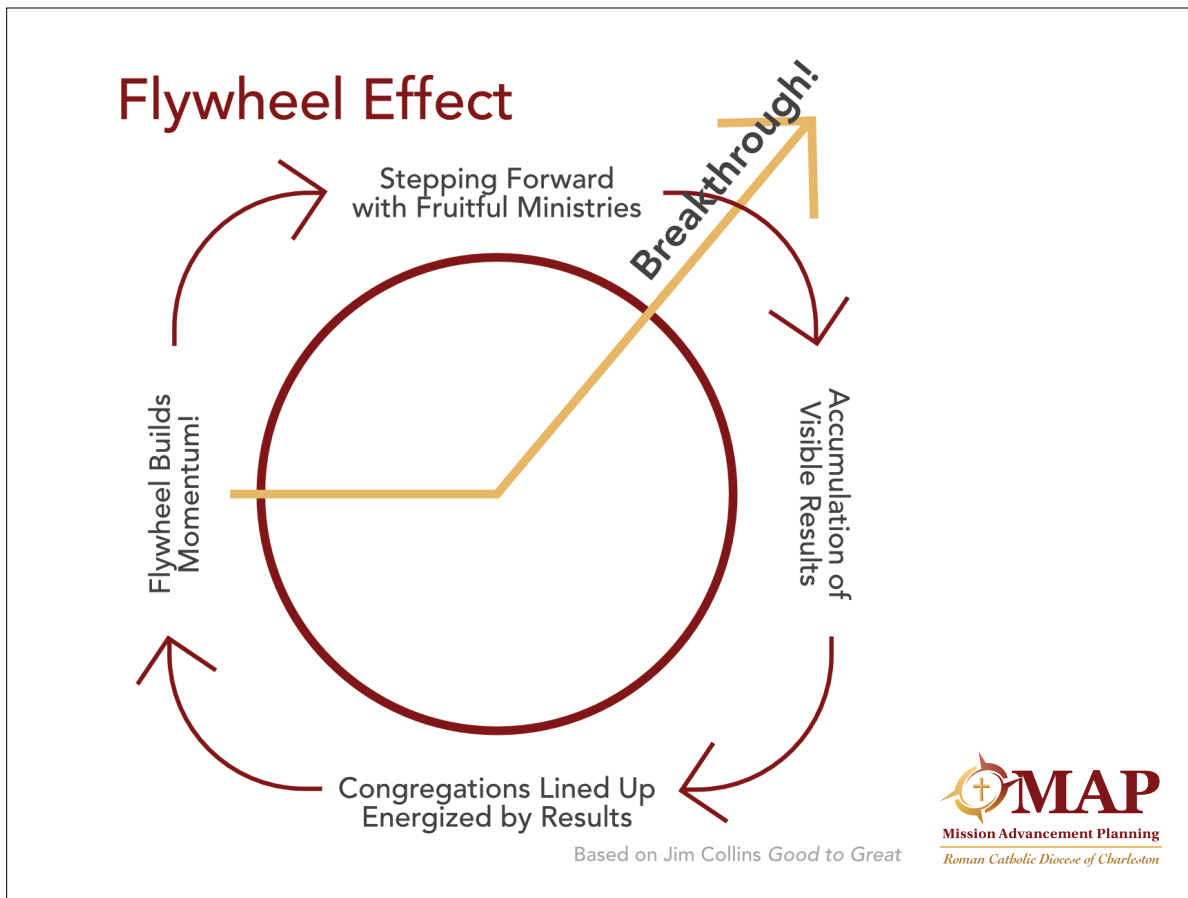 Flywheel Effect
Breakthrough!
Stepping Forward
with Fruitful Ministries
Accumulation of
Visible Results
Congregations Lined Up
Energized by Results
Flywheel Builds
Momentum!
Based on Jim Collins Good to Great
MAP
Mission Advancement Planning
Roman Catholic Diocese of Charleston